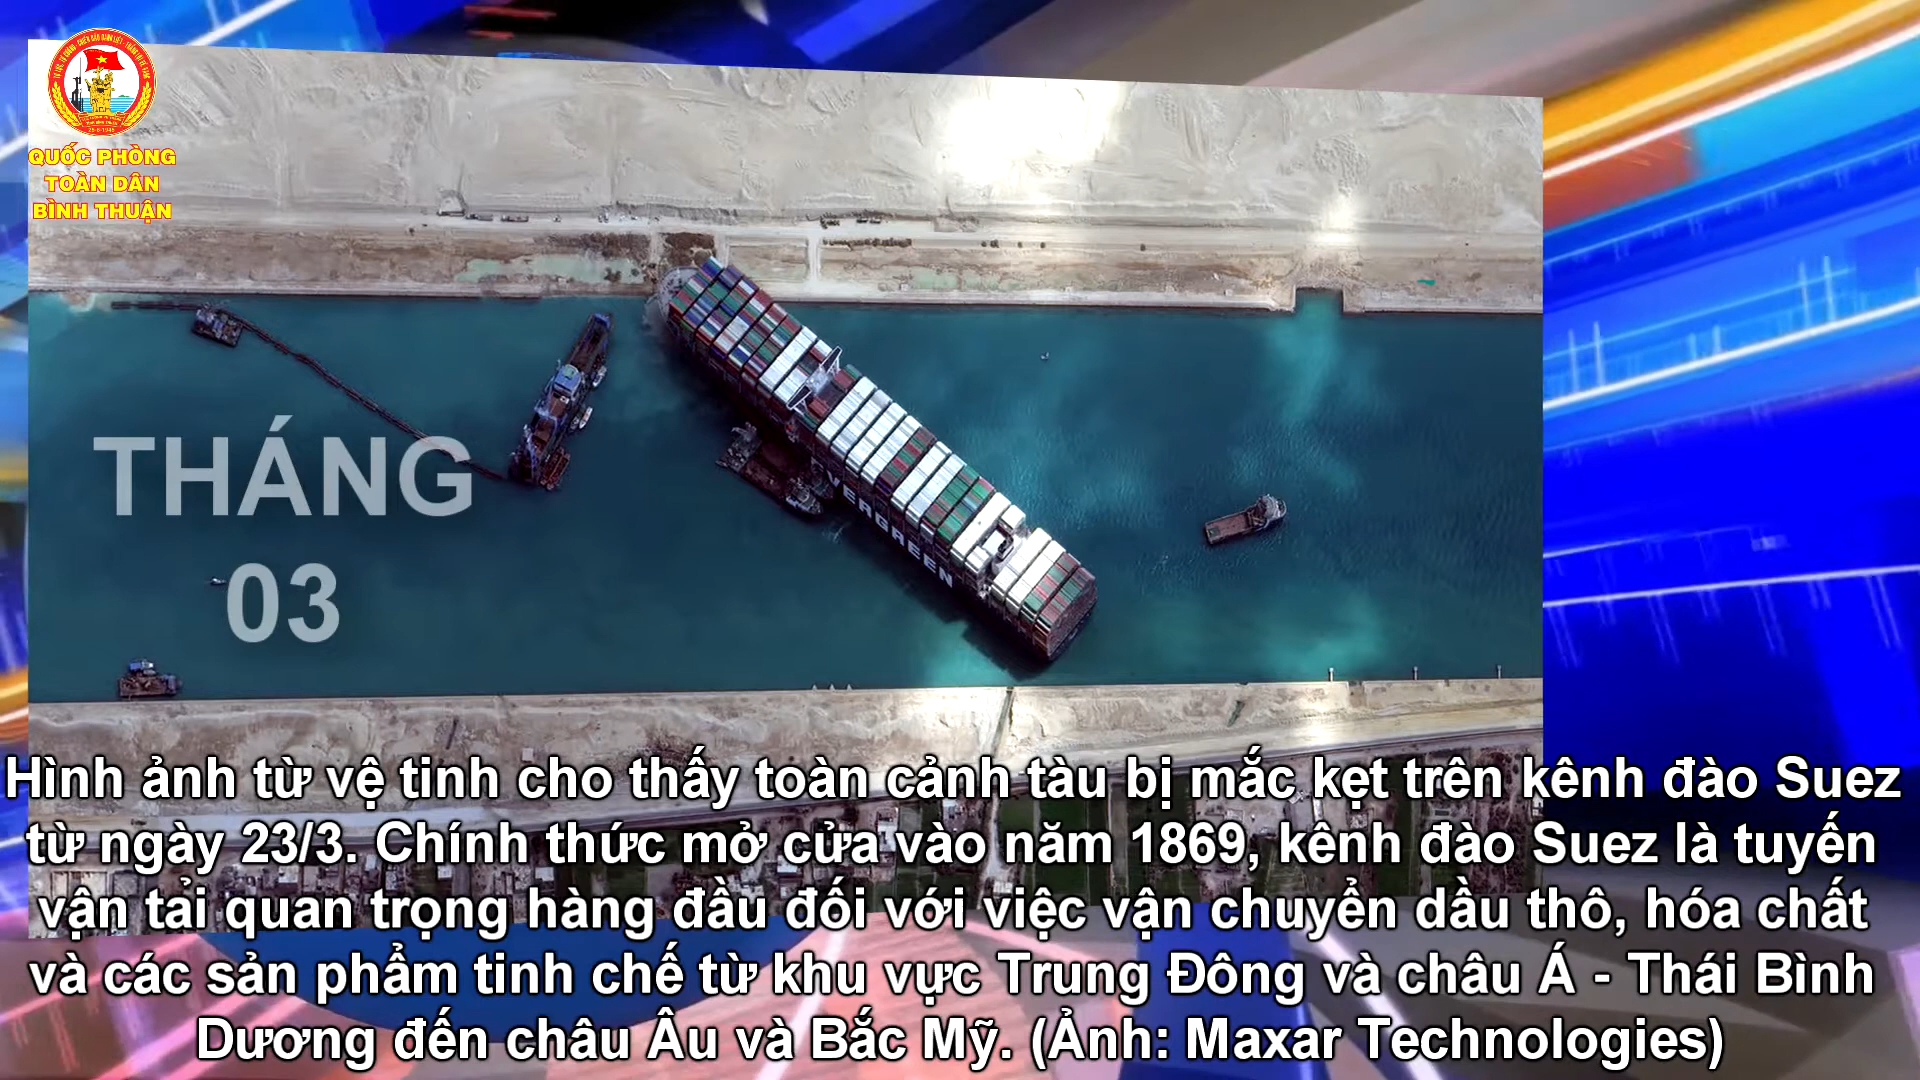 QUỐC PHÒNG
TOÀN DÂN
BÌNH THUẬN
THÁNG
03
EVERGREEN
Hình ảnh từ vệ tinh cho thấy toàn cảnh tàu bị mắc kẹt trên kênh đào Suez
từ ngày 23/3. Chính thức mở cửa vào năm 1869, kênh đào Suez là tuyến
vận tải quan trọng hàng đầu đối với việc vận chuyển dầu thô, hóa chất
và các sản phẩm tinh chế từ khu vực Trung Đông và châu Á - Thái Bình
Dương đến châu Âu và Bắc Mỹ. (Ảnh: Maxar Technologies)